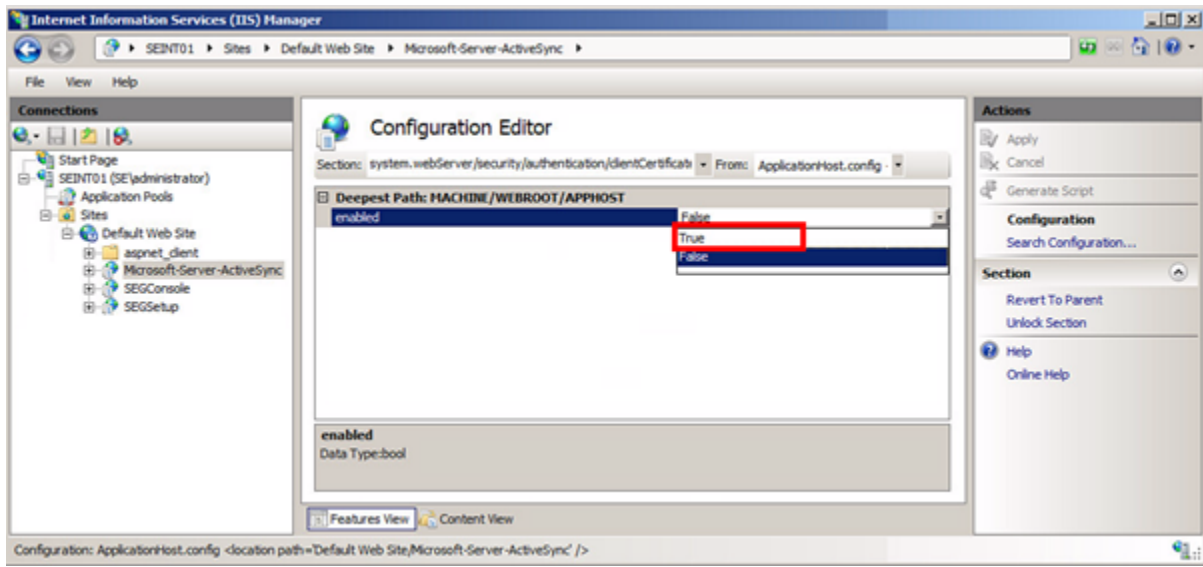 Internet Information Services (IIS) Manager
SEINT01 Sites Default Web Site Microsoft-Server-ActiveSync
File View Help
Connections
Start Page
SEINT01 (SE\administrator)
Application Pools
Sites
Default Web Site
aspnet_client
Microsoft-Server-ActiveSync
SEGConsole
SEGSetup
Configuration Editor
Section: system.webServer/security/authentication/clientCertificat From: ApplicationHost.config
Deepest Path: MACHINE/WEBROOT/APPHOST
enabled False
True
False
enabled
Data Type:bool
Features View Content View
Actions
Apply
Cancel
Generate Script
Configuration
Search Configuration...
Section
Revert To Parent
Unlock Section
Help
Online Help
Configuration: ApplicationHost.config <location path='Default Web Site/Microsoft-Server-ActiveSync' />